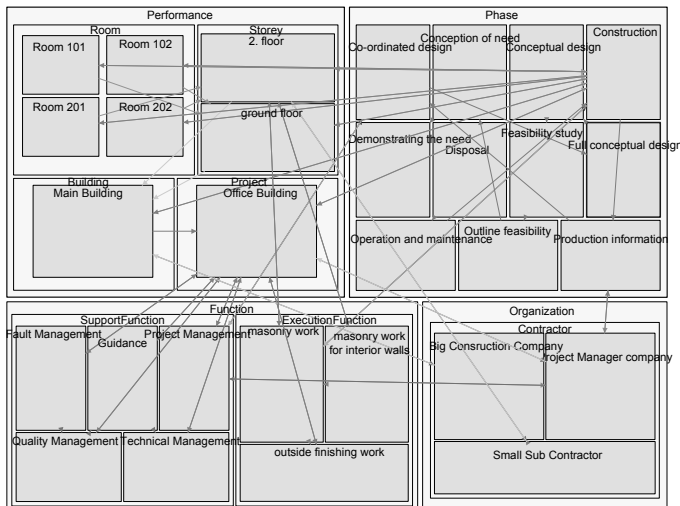 Performance
Room
Room 101
Room 102
Room 201
Room 202
Storey
2. floor
ground floor
Building
Main Building
Project
Office Building
Phase
Co-ordinated design
Conception of need
Conceptual design
Construction
Demonstrating the need
Disposal
Feasibility study
Full conceptual design
Operation and maintenance
Outline feasibility
Production information
Function
SupportFunction
Fault Management
Guidance
Project Management
Quality Management
Technical Management
ExecutionFunction
masonry work
masonry work
for interior walls
outside finishing work
Organization
Contractor
Big Consruction Company
Project Manager company
Small Sub Contractor